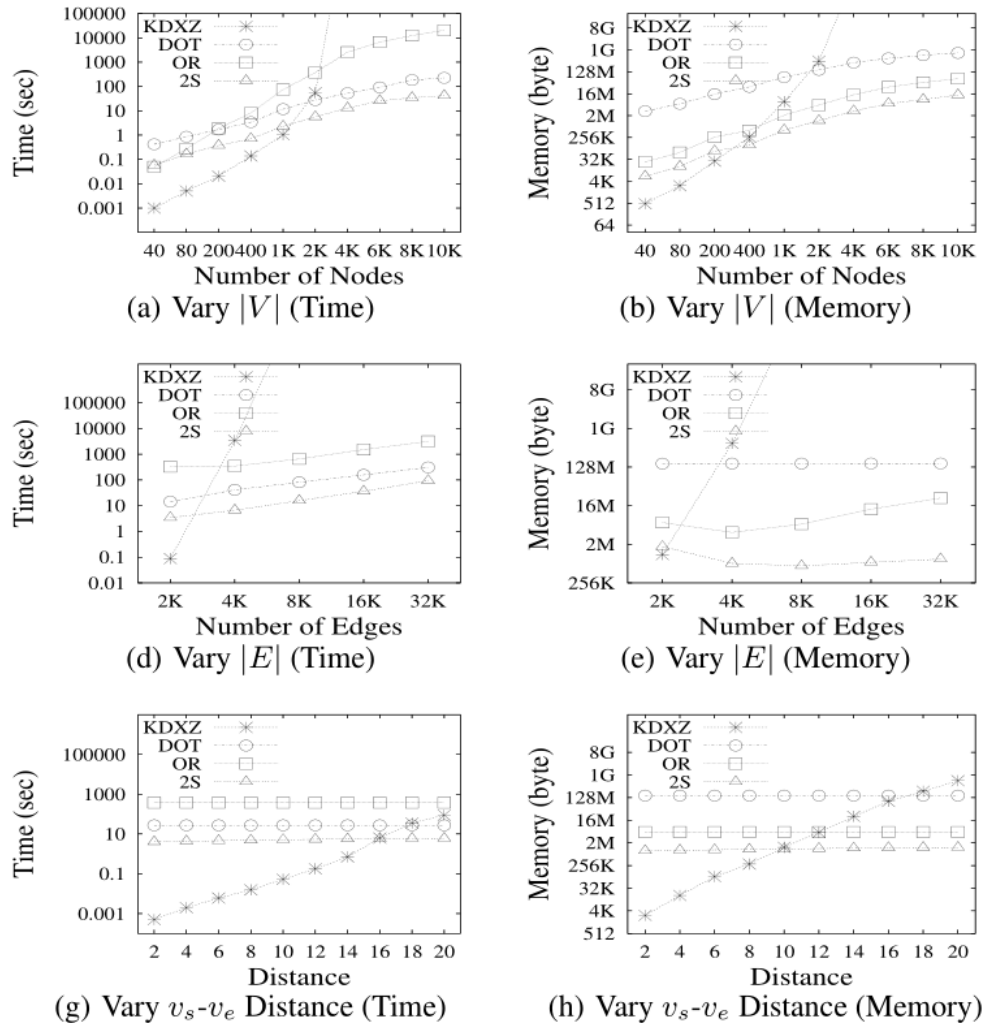 100000
10000
1000
100
10
1
0.1
0.01
0.001
Time (sec)
KDXZ
DOT
OR
2S
40 80 200 400 1K 2K 4K 6K 8K 10K
Number of Nodes
(a) Vary |V| (Time)
8G
1G
128M
16M
2M
256K
32K
4K
512
64
Memory (byte)
KDXZ
DOT
OR
2S
40 80 200 400 1K 2K 4K 6K 8K 10K
Number of Nodes
(b) Vary |V| (Memory)
100000
10000
1000
100
10
1
0.1
0.01
Time (sec)
KDXZ
DOT
OR
2S
2K 4K 8K 16K 32K
Number of Edges
(d) Vary |E| (Time)
8G
1G
128M
16M
2M
256K
Memory (byte)
KDXZ
DOT
OR
2S
2K 4K 8K 16K 32K
Number of Edges
(e) Vary |E| (Memory)
100000
1000
10
0.1
0.001
Time (sec)
KDXZ
DOT
OR
2S
2 4 6 8 10 12 14 16 18 20
Distance
(g) Vary v_s-v_e Distance (Time)
8G
1G
128M
16M
2M
256K
32K
4K
512
Memory (byte)
KDXZ
DOT
OR
2S
2 4 6 8 10 12 14 16 18 20
Distance
(h) Vary v_s-v_e Distance (Memory)